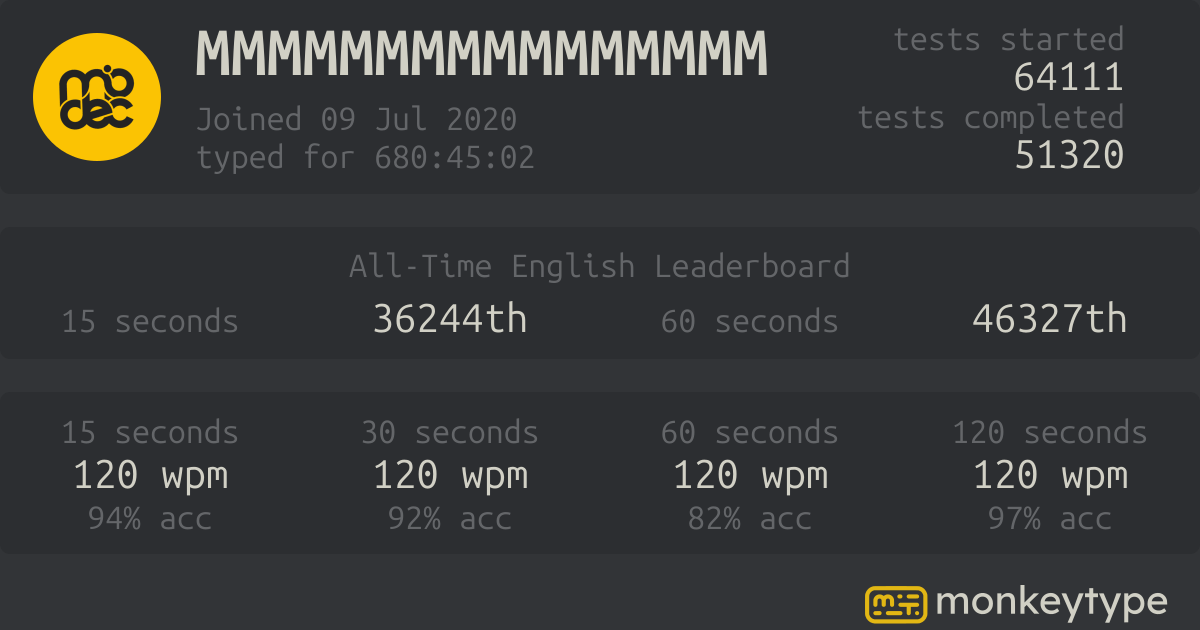 mio
dec
MMMMMMMMMMMMMMMM
Joined 09 Jul 2020
typed for 680:45:02
tests started
64111
tests completed
51320
All-Time English Leaderboard
15 seconds 36244th 60 seconds 46327th
15 seconds 30 seconds 60 seconds 120 seconds
120 wpm 120 wpm 120 wpm 120 wpm
94% acc 92% acc 82% acc 97% acc
monkeytype